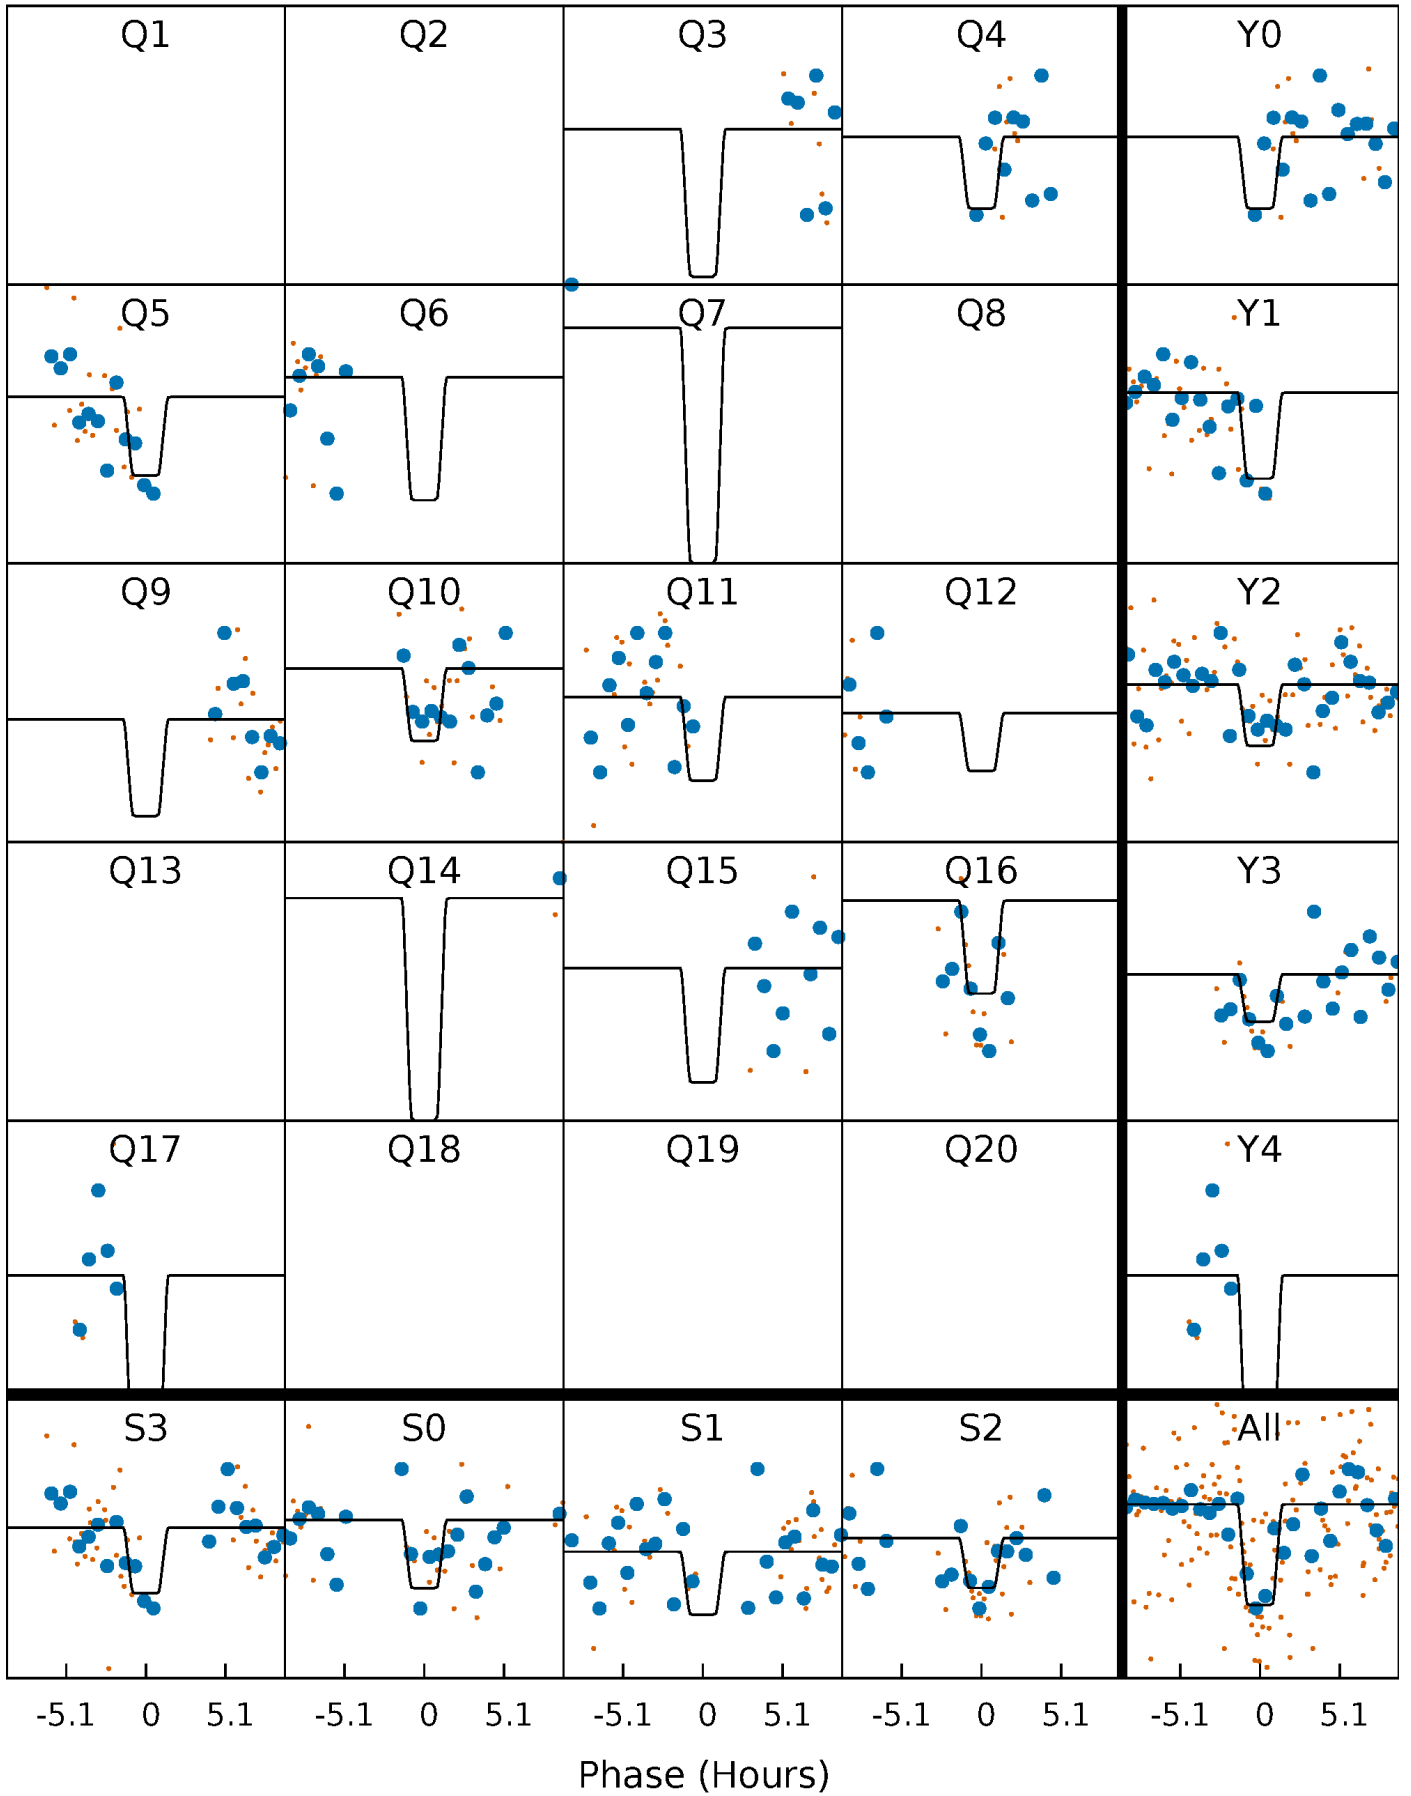 Q1 Q2 Q3 Q4 Y0
Q5 Q6 Q7 Q8 Y1
Q9 Q10 Q11 Q12 Y2
Q13 Q14 Q15 Q16 Y3
Q17 Q18 Q19 Q20 Y4
S3 S0 S1 S2 All
-5.1 0 5.1 -5.1 0 5.1 -5.1 0 5.1 -5.1 0 5.1 -5.1 0 5.1
Phase (Hours)